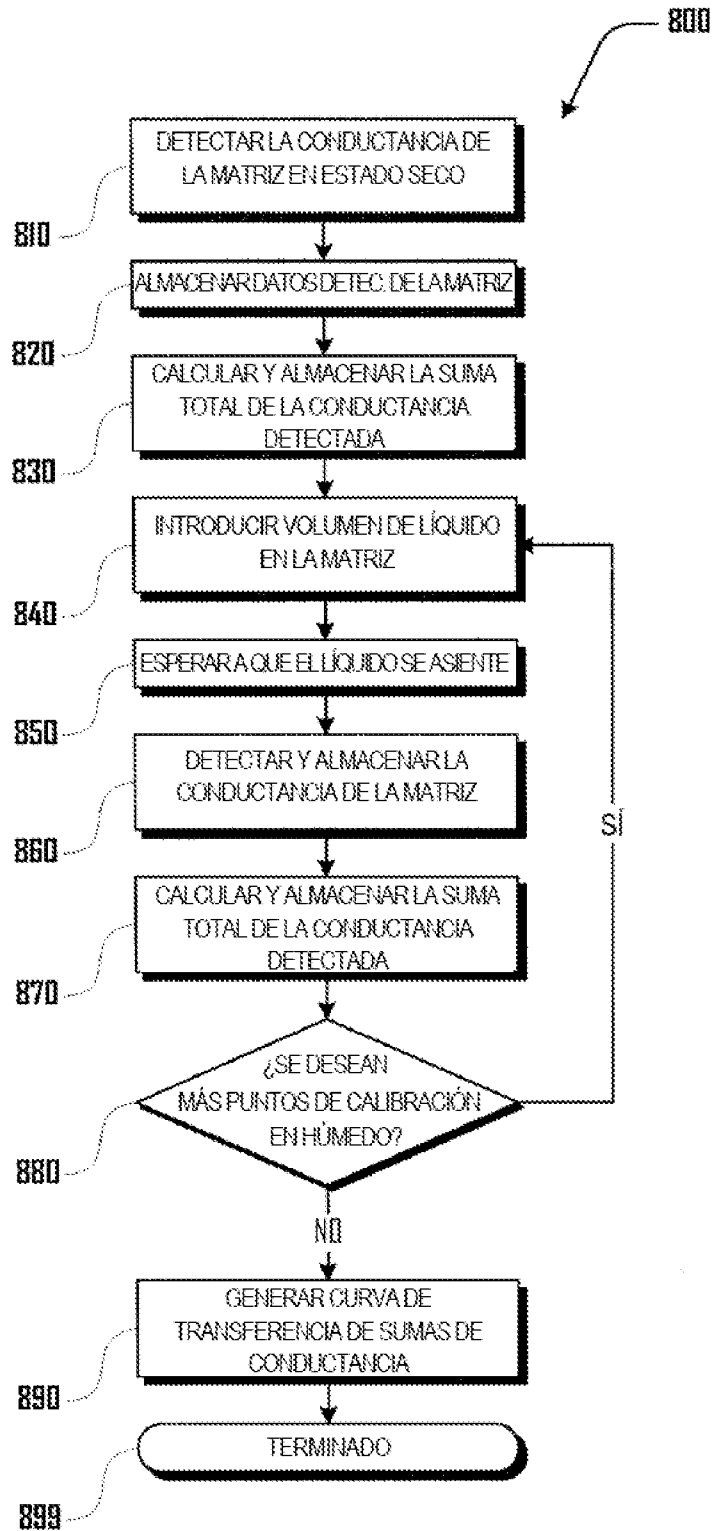 800
DETECTAR LA CONDUCTANCIA DE
LA MATRIZ EN ESTADO SECO
810
ALMACENAR DATOS DETEC. DE LA MATRIZ
820
CALCULAR Y ALMACENAR LA SUMA
TOTAL DE LA CONDUCTANCIA
DETECTADA
830
INTRODUCIR VOLUMEN DE LÍQUIDO
EN LA MATRIZ
840
ESPERAR A QUE EL LÍQUIDO SE ASIENTE
850
DETECTAR Y ALMACENAR LA
CONDUCTANCIA DE LA MATRIZ
860
SÍ
CALCULAR Y ALMACENAR LA SUMA
TOTAL DE LA CONDUCTANCIA
DETECTADA
870
¿SE DESEAN
MÁS PUNTOS DE CALIBRACIÓN
EN HÚMEDO?
880
NO
GENERAR CURVA DE
TRANSFERENCIA DE SUMAS DE
CONDUCTANCIA
890
TERMINADO
899